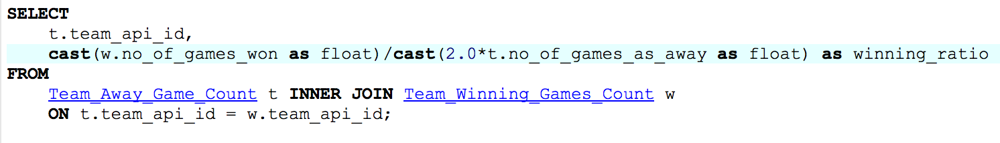 SELECT
    t.team_api_id,
    cast(w.no_of_games_won as float)/cast(2.0*t.no_of_games_as_away as float) as winning_ratio
FROM
    Team_Away_Game_Count t INNER JOIN Team_Winning_Games_Count w
    ON t.team_api_id = w.team_api_id;